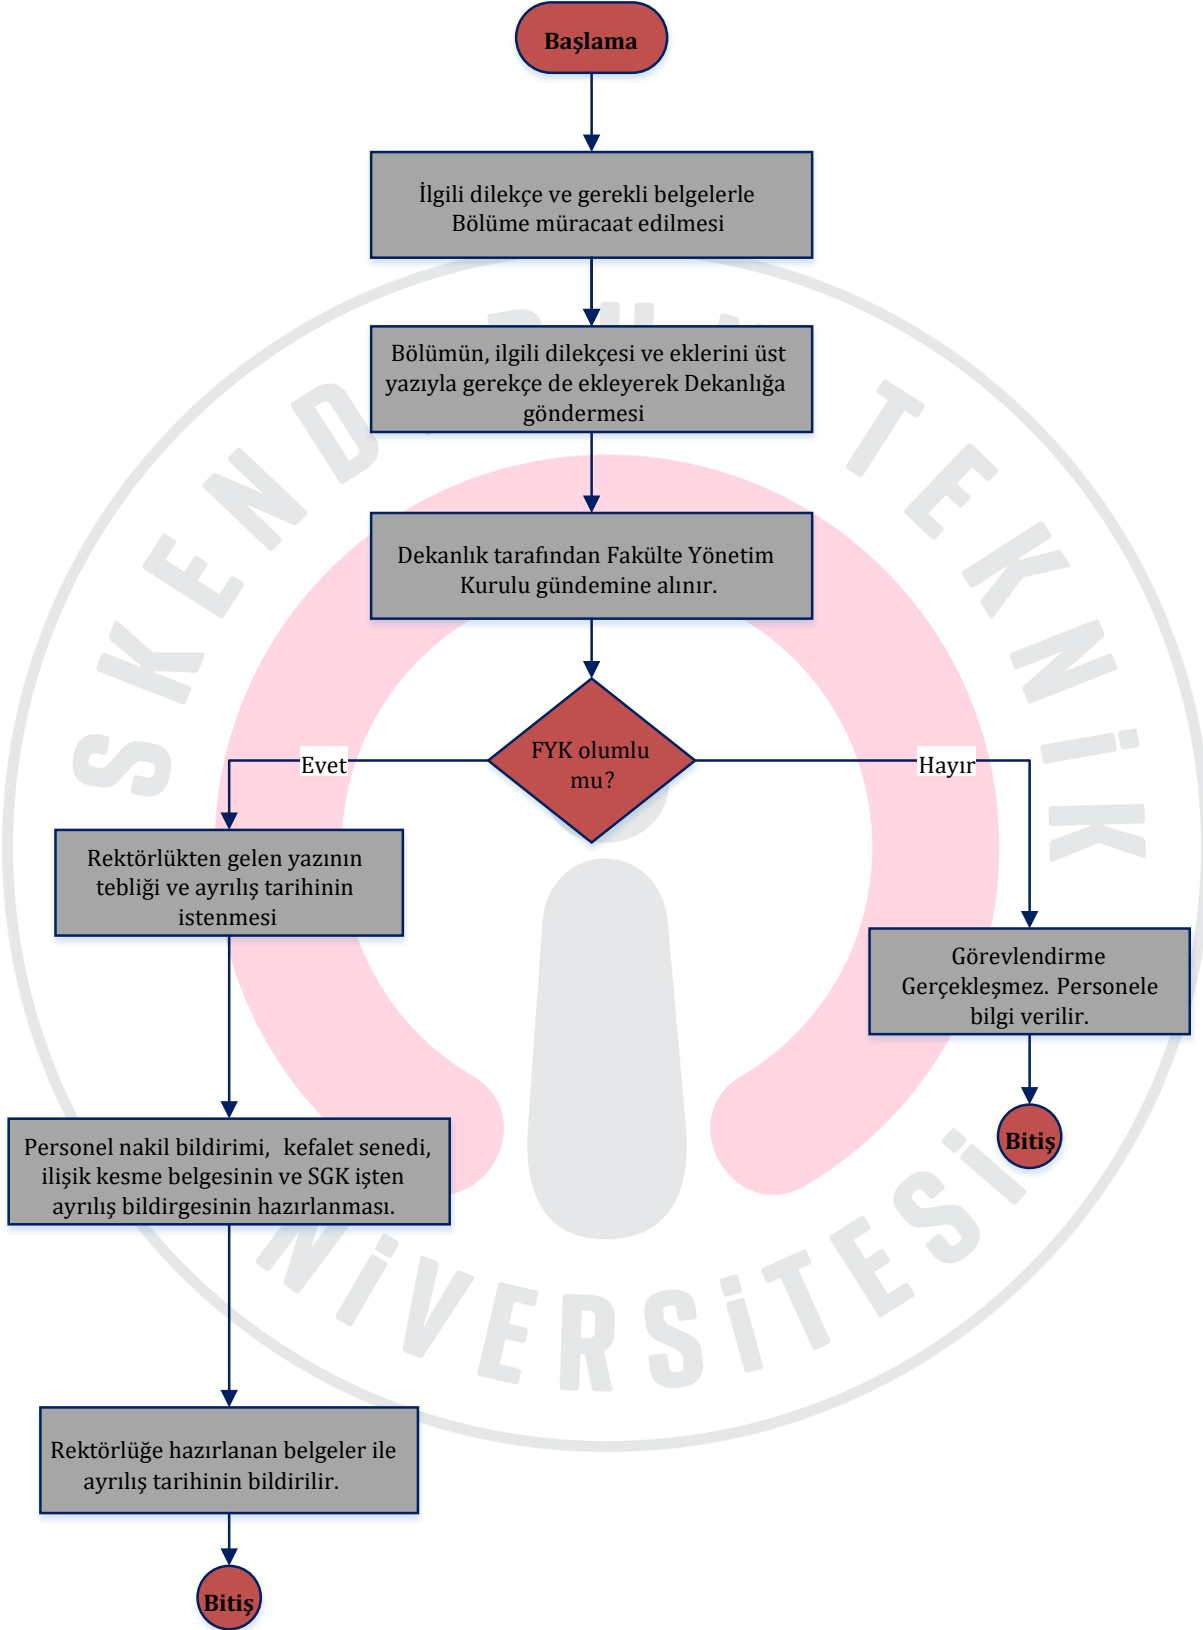 Başlama
İlgili dilekçe ve gerekli belgelerle
Bölüme müracaat edilmesi
Bölümün, ilgili dilekçesi ve eklerini üst
yazıyla gerekçe de ekleyerek Dekanlığa
göndermesi
Dekanlık tarafından Fakülte Yönetim
Kurulu gündemine alınır.
FYK olumlu
mu?
Evet
Hayır
Rektörlükten gelen yazının
tebliği ve ayrılış tarihinin
istenmesi
Görevlendirme
Gerçekleşmez. Personele
bilgi verilir.
Bitiş
Personel nakil bildirimi, kefalet senedi,
ilişik kesme belgesinin ve SGK işten
ayrılış bildirgesinin hazırlanması.
Rektörlüğe hazırlanan belgeler ile
ayrılış tarihinin bildirilir.
Bitiş
TEKNİK